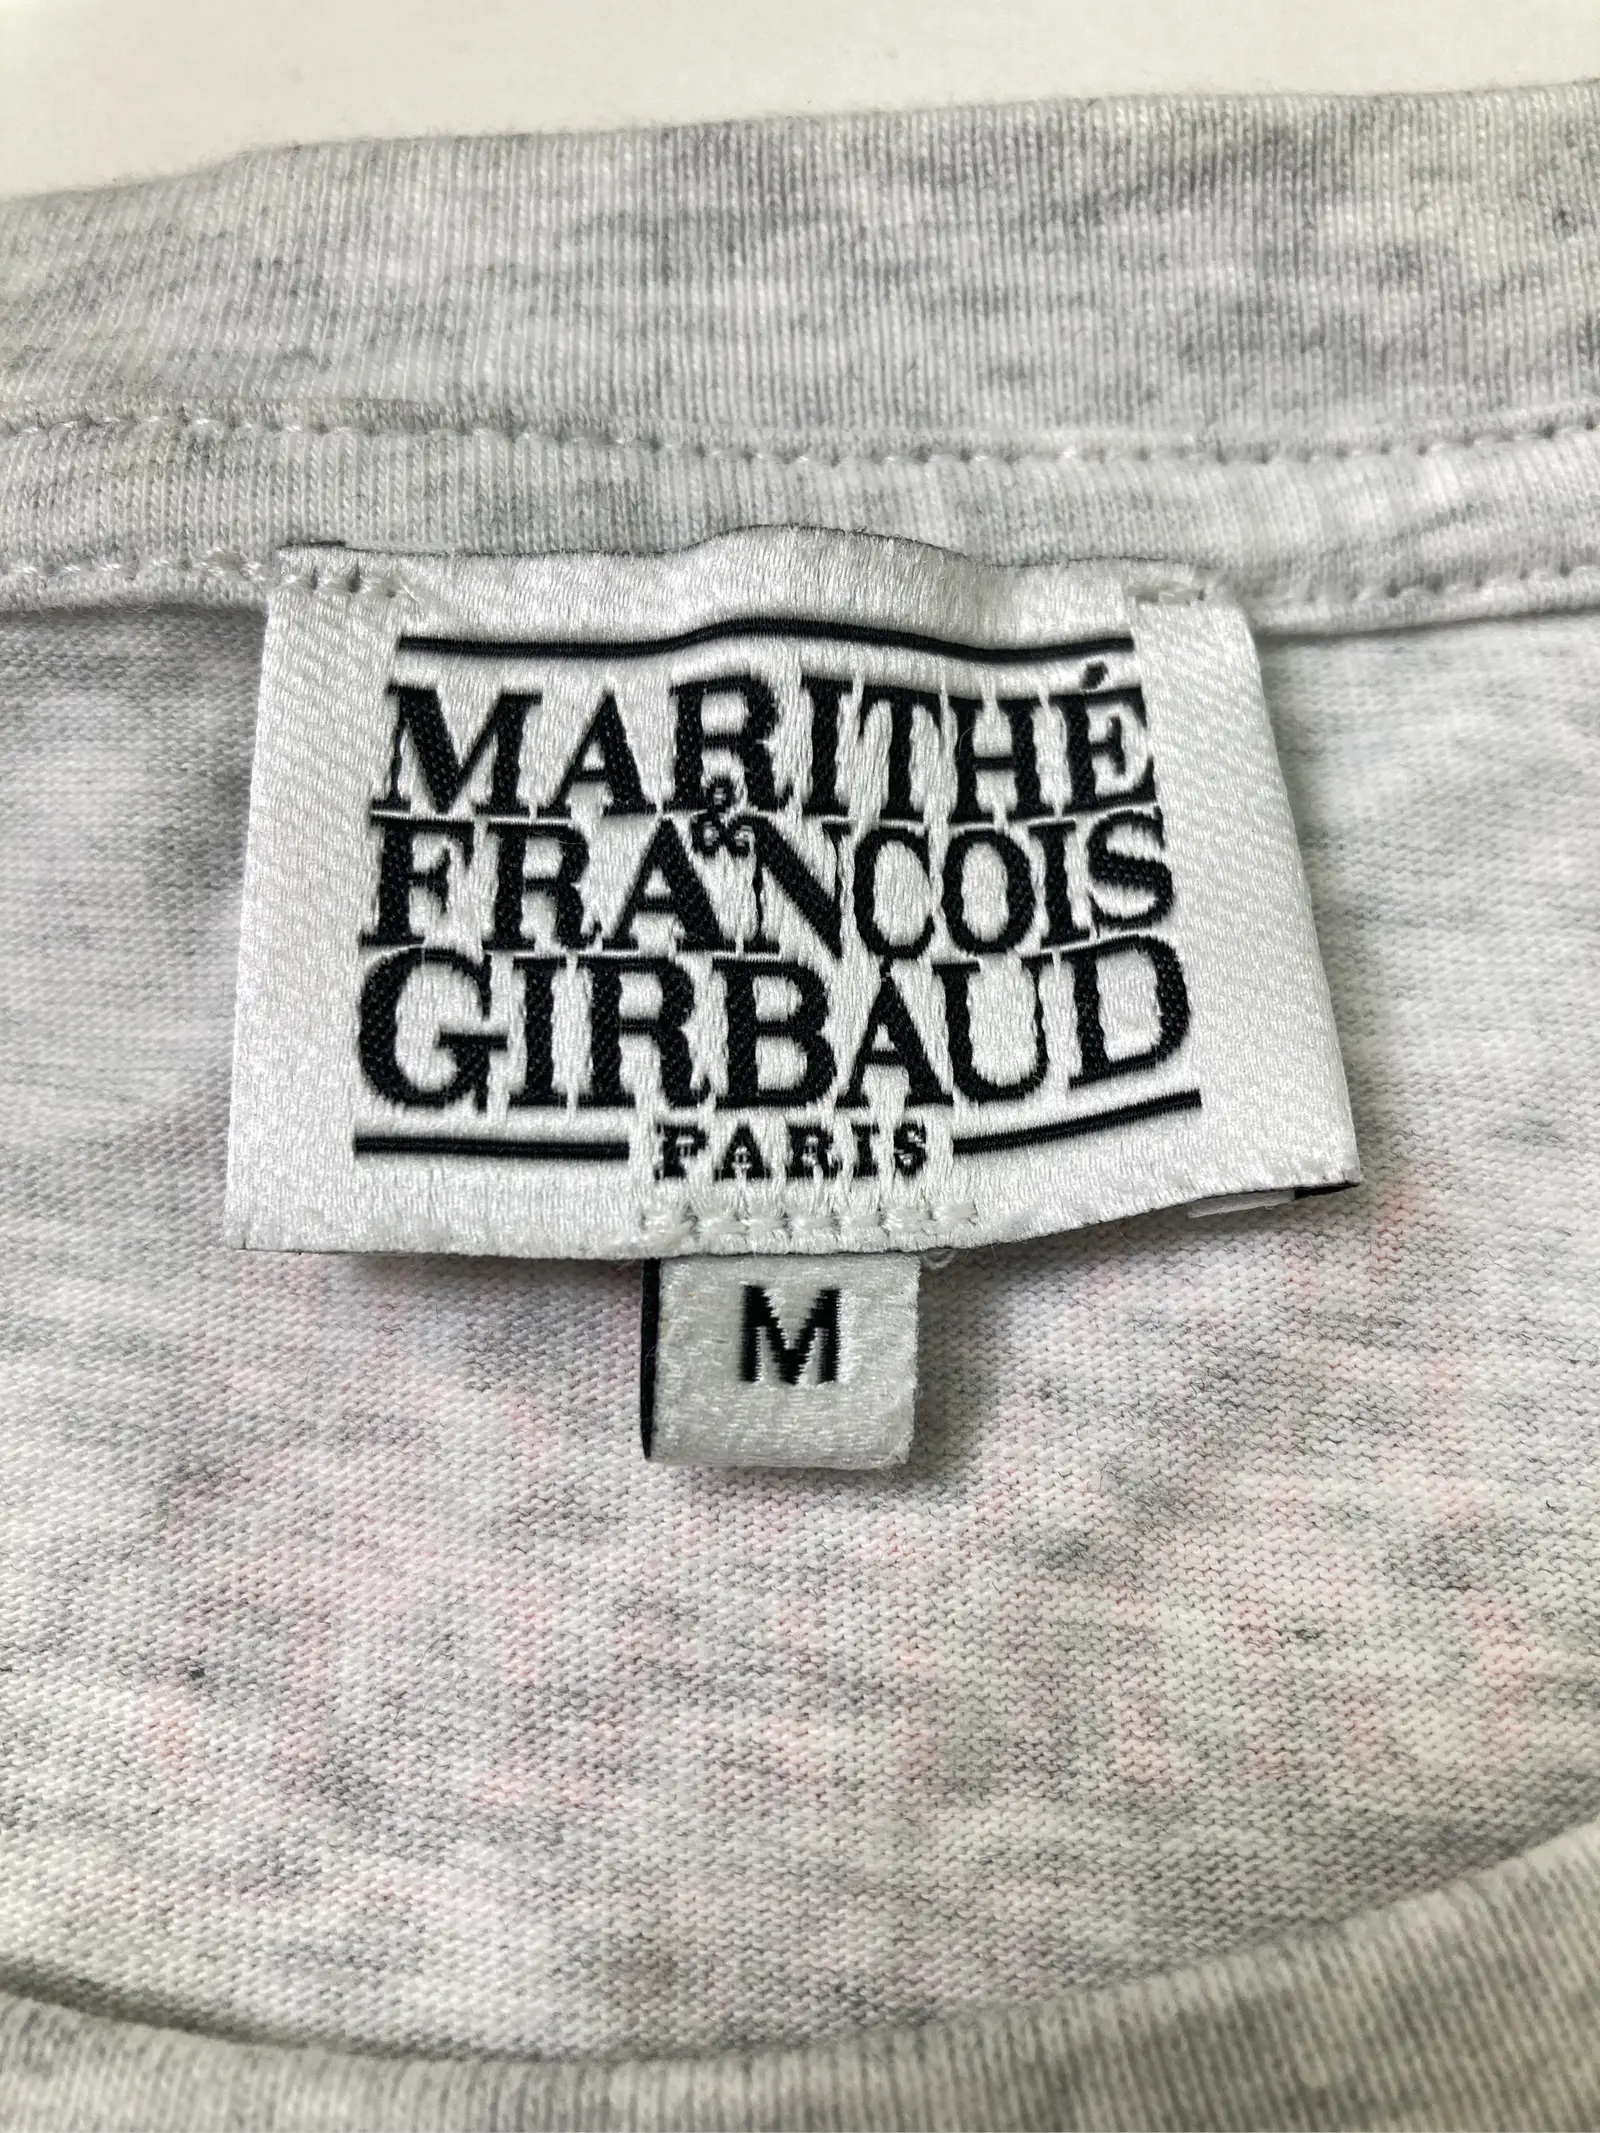 MARITHÉ
&
FRANCOIS
GIRBAUD
PARIS
M